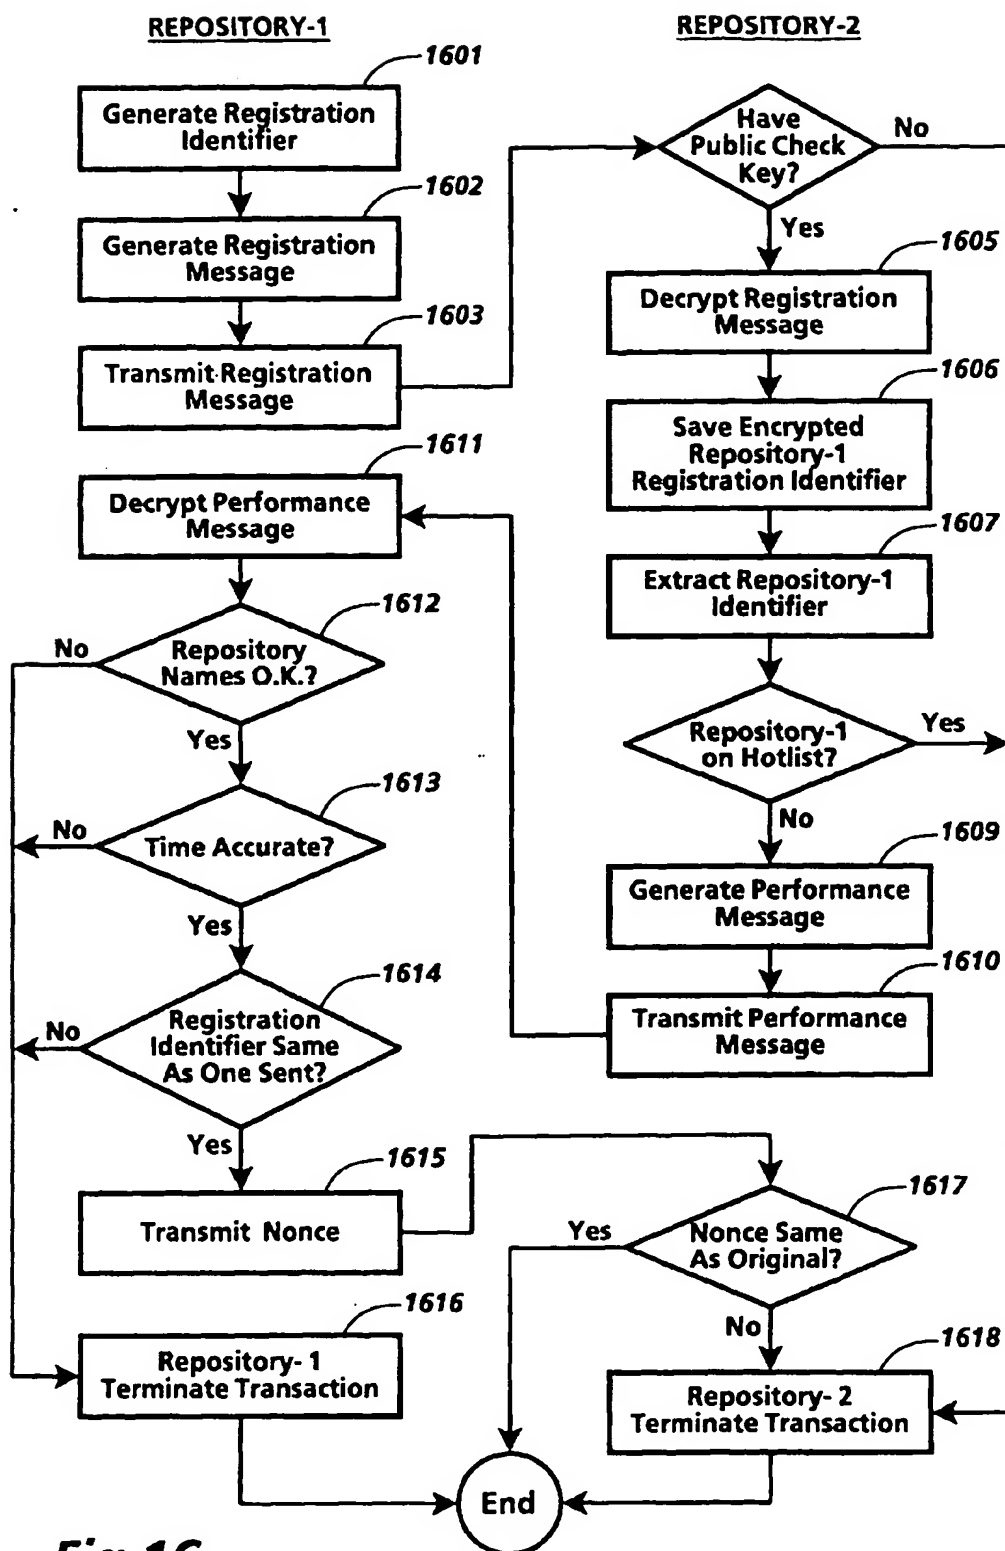 REPOSITORY-1
1601
Generate Registration
Identifier
1602
Generate Registration
Message
1603
Transmit Registration
Message
1611
Decrypt Performance
Message
1612
Repository
Names O.K.?
No
Yes
1613
Time Accurate?
No
Yes
1614
Registration
Identifier Same
As One Sent?
No
Yes
1615
Transmit Nonce
1616
Repository- 1
Terminate Transaction
REPOSITORY-2
Have
Public Check
Key?
No
Yes
1605
Decrypt Registration
Message
1606
Save Encrypted
Repository-1
Registration Identifier
1607
Extract Repository-1
Identifier
Repository-1
on Hotlist?
Yes
No
1609
Generate Performance
Message
1610
Transmit Performance
Message
1617
Nonce Same
As Original?
Yes
No
1618
Repository- 2
Terminate Transaction
End